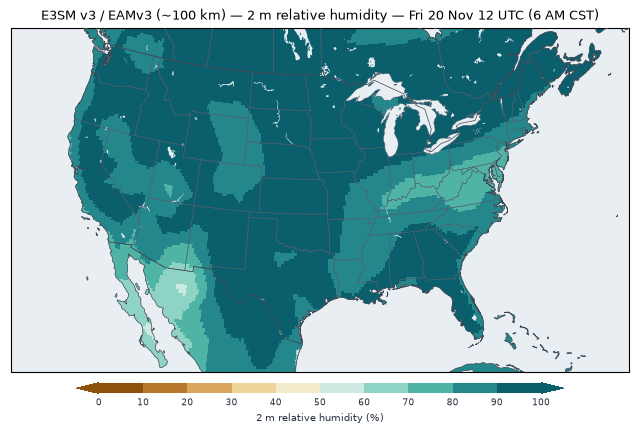 E3SM v3 / EAMv3 (~100 km) — 2 m relative humidity — Fri 20 Nov 12 UTC (6 AM CST)
0 10 20 30 40 50 60 70 80 90 100
2 m relative humidity (%)